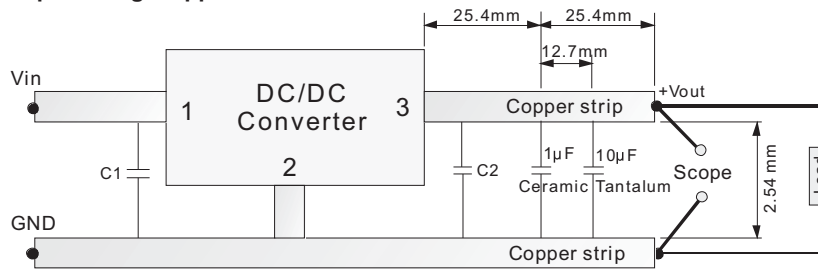 25.4mm 25.4mm
12.7mm
Vin
DC/DC
Converter
1
2
3
Copper strip
+Vout
C1
C2
1μF
Ceramic
10μF
Tantalum
Scope
2.54 mm
GND
Copper strip